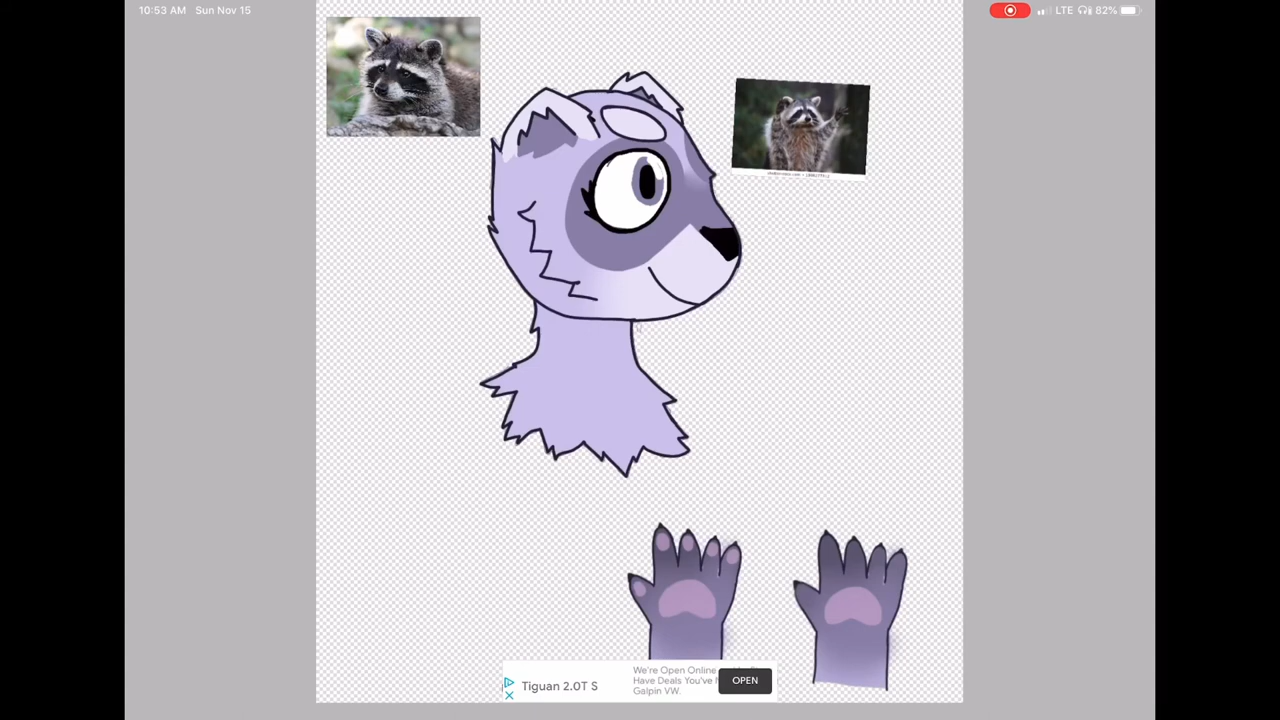 10:53 AM Sun Nov 15
LTE 82%
Tiguan 2.0T S
We're Open Online
Have Deals You've
Galpin VW.
OPEN